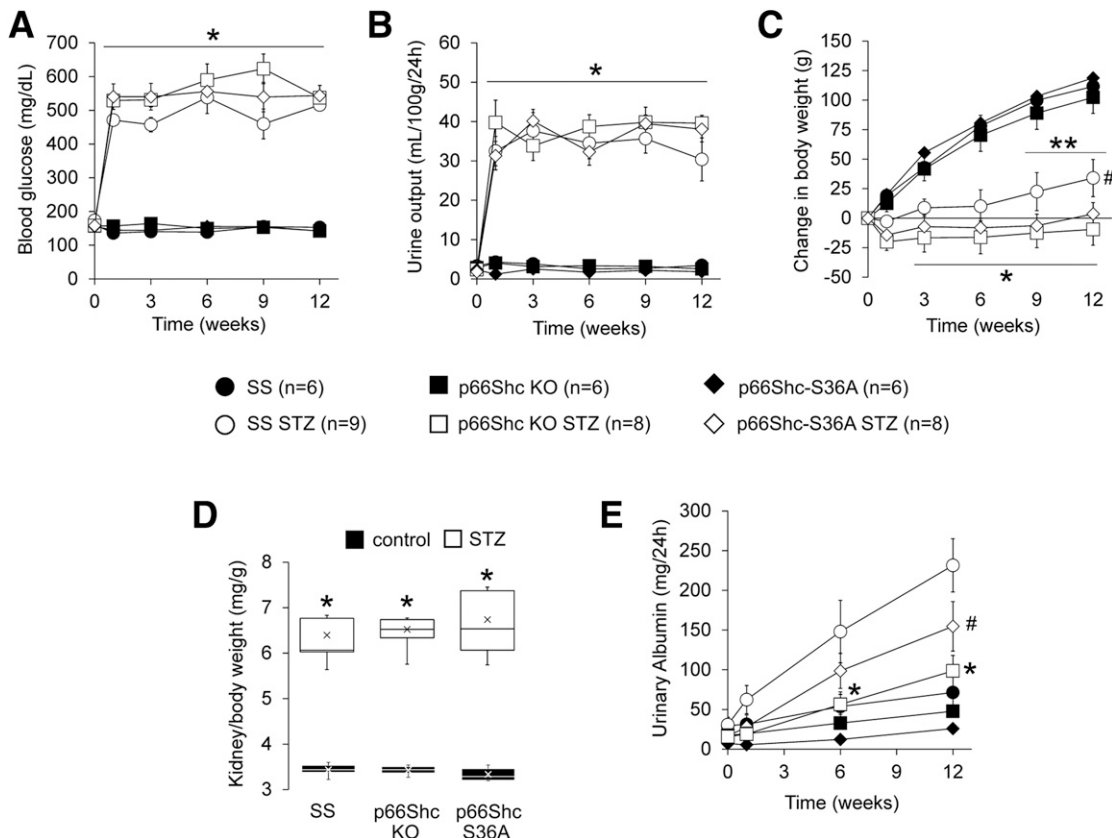 A
Blood glucose (mg/dL)
700
600
500
400
300
200
100
0
*
0 3 6 9 12
Time (weeks)
B
Urine output (mL/100g/24h)
60
50
40
30
20
10
0
*
0 3 6 9 12
Time (weeks)
C
Change in body weight (g)
150
125
100
75
50
25
0
-25
-50
**
#
*
0 3 6 9 12
Time (weeks)
SS (n=6)
p66Shc KO (n=6)
p66Shc-S36A (n=6)
SS STZ (n=9)
p66Shc KO STZ (n=8)
p66Shc-S36A STZ (n=8)
D
control STZ
Kidney/body weight (mg/g)
8
7
6
5
4
3
* * *
SS
p66Shc
KO
p66Shc
S36A
E
Urinary Albumin (mg/24h)
300
250
200
150
100
50
0
#
*
*
0 3 6 9 12
Time (weeks)